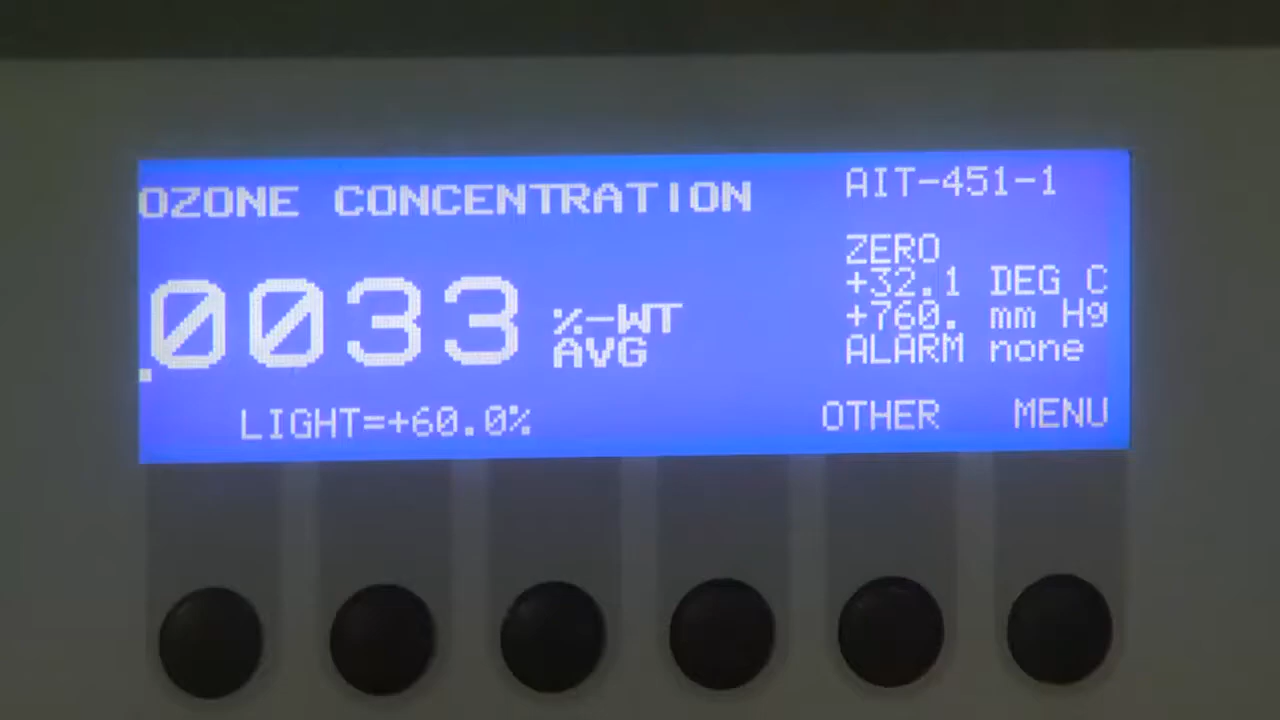 OZONE CONCENTRATION
.0033 %-WT
AVG
LIGHT=+60.0%
AIT-451-1
ZERO
+32.1 DEG C
+760. mm Hg
ALARM none
OTHER MENU